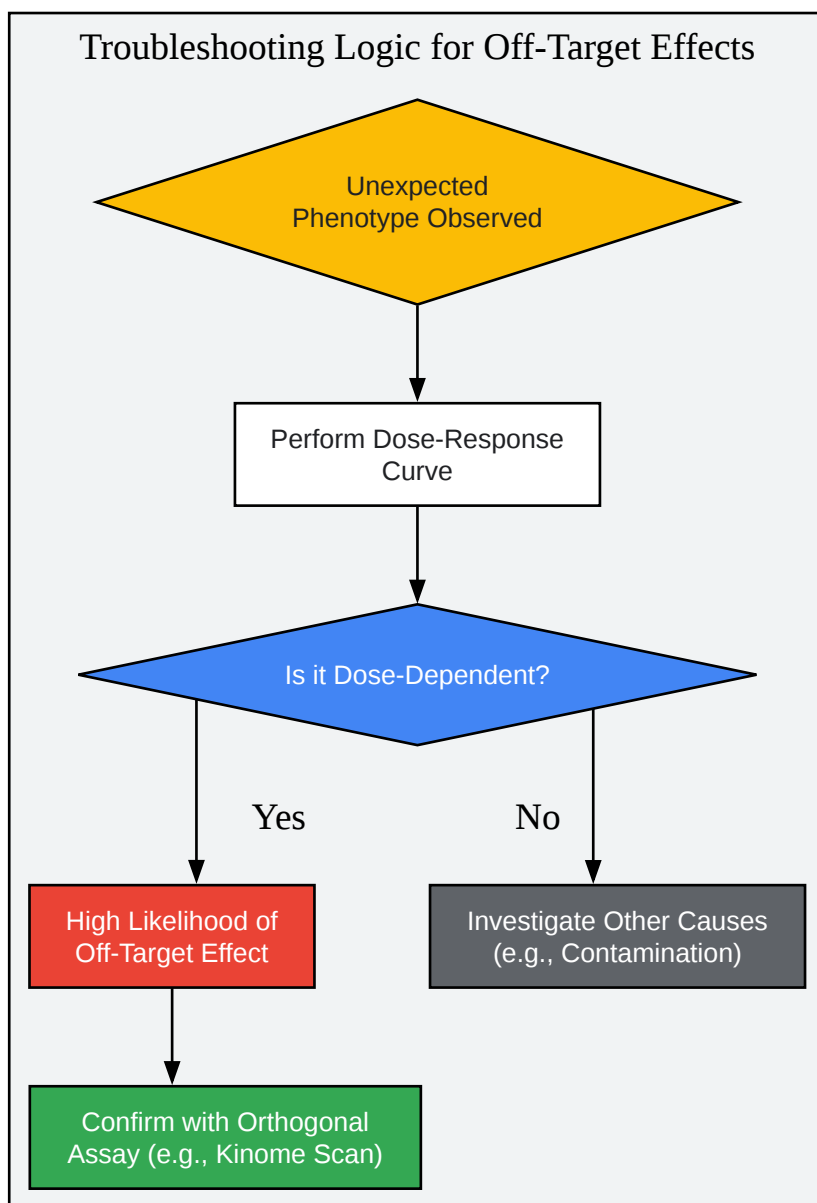 Troubleshooting Logic for Off-Target Effects
Unexpected
Phenotype Observed
Perform Dose-Response
Curve
Is it Dose-Dependent?
Yes
No
High Likelihood of
Off-Target Effect
Investigate Other Causes
(e.g., Contamination)
Confirm with Orthogonal
Assay (e.g., Kinome Scan)